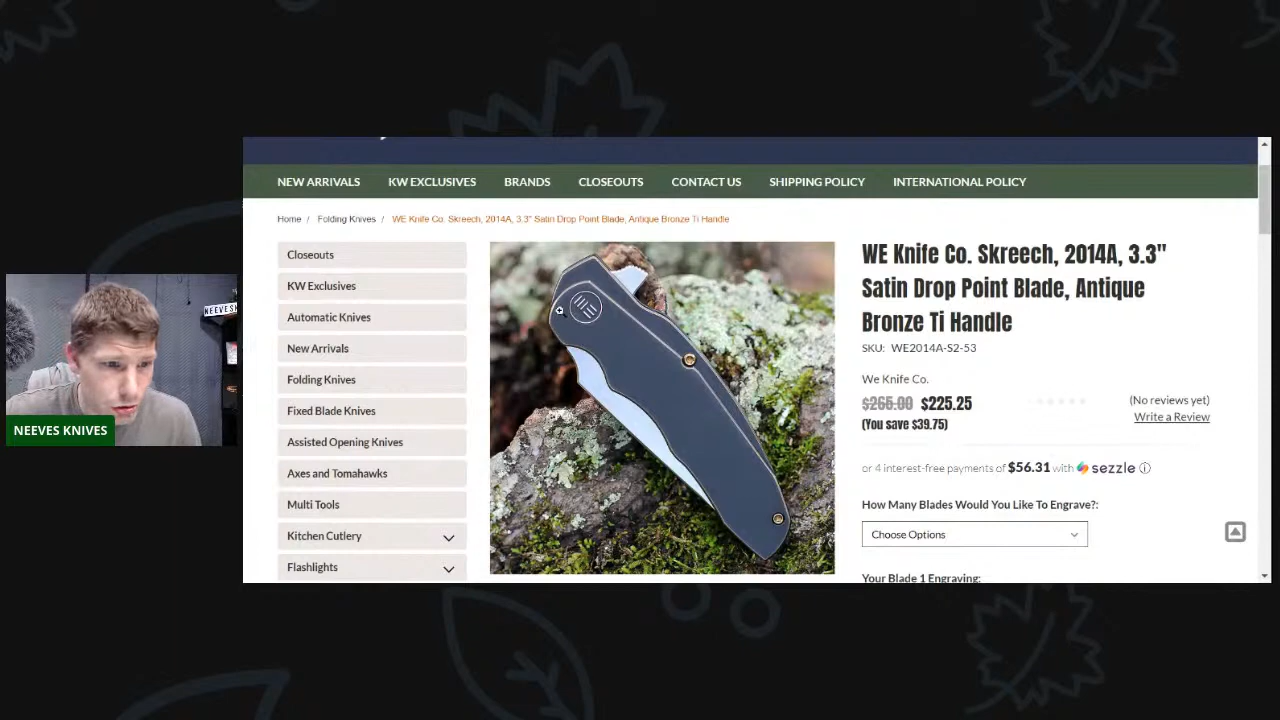 NEW ARRIVALS KW EXCLUSIVES BRANDS CLOSEOUTS CONTACT US SHIPPING POLICY INTERNATIONAL POLICY
Home / Folding Knives / WE Knife Co. Skreech, 2014A, 3.3" Satin Drop Point Blade, Antique Bronze Ti Handle
Closeouts
KW Exclusives
Automatic Knives
New Arrivals
Folding Knives
Fixed Blade Knives
Assisted Opening Knives
Axes and Tomahawks
Multi Tools
Kitchen Cutlery
Flashlights
WE Knife Co. Skreech, 2014A, 3.3"
Satin Drop Point Blade, Antique
Bronze Ti Handle
SKU: WE2014A-S2-53
We Knife Co.
$265.00 $225.25
(You save $39.75)
(No reviews yet)
Write a Review
or 4 interest-free payments of $56.31 with sezzle
How Many Blades Would You Like To Engrave?:
Choose Options
Your Blade 1 Engraving:
NEEVES KNIVES